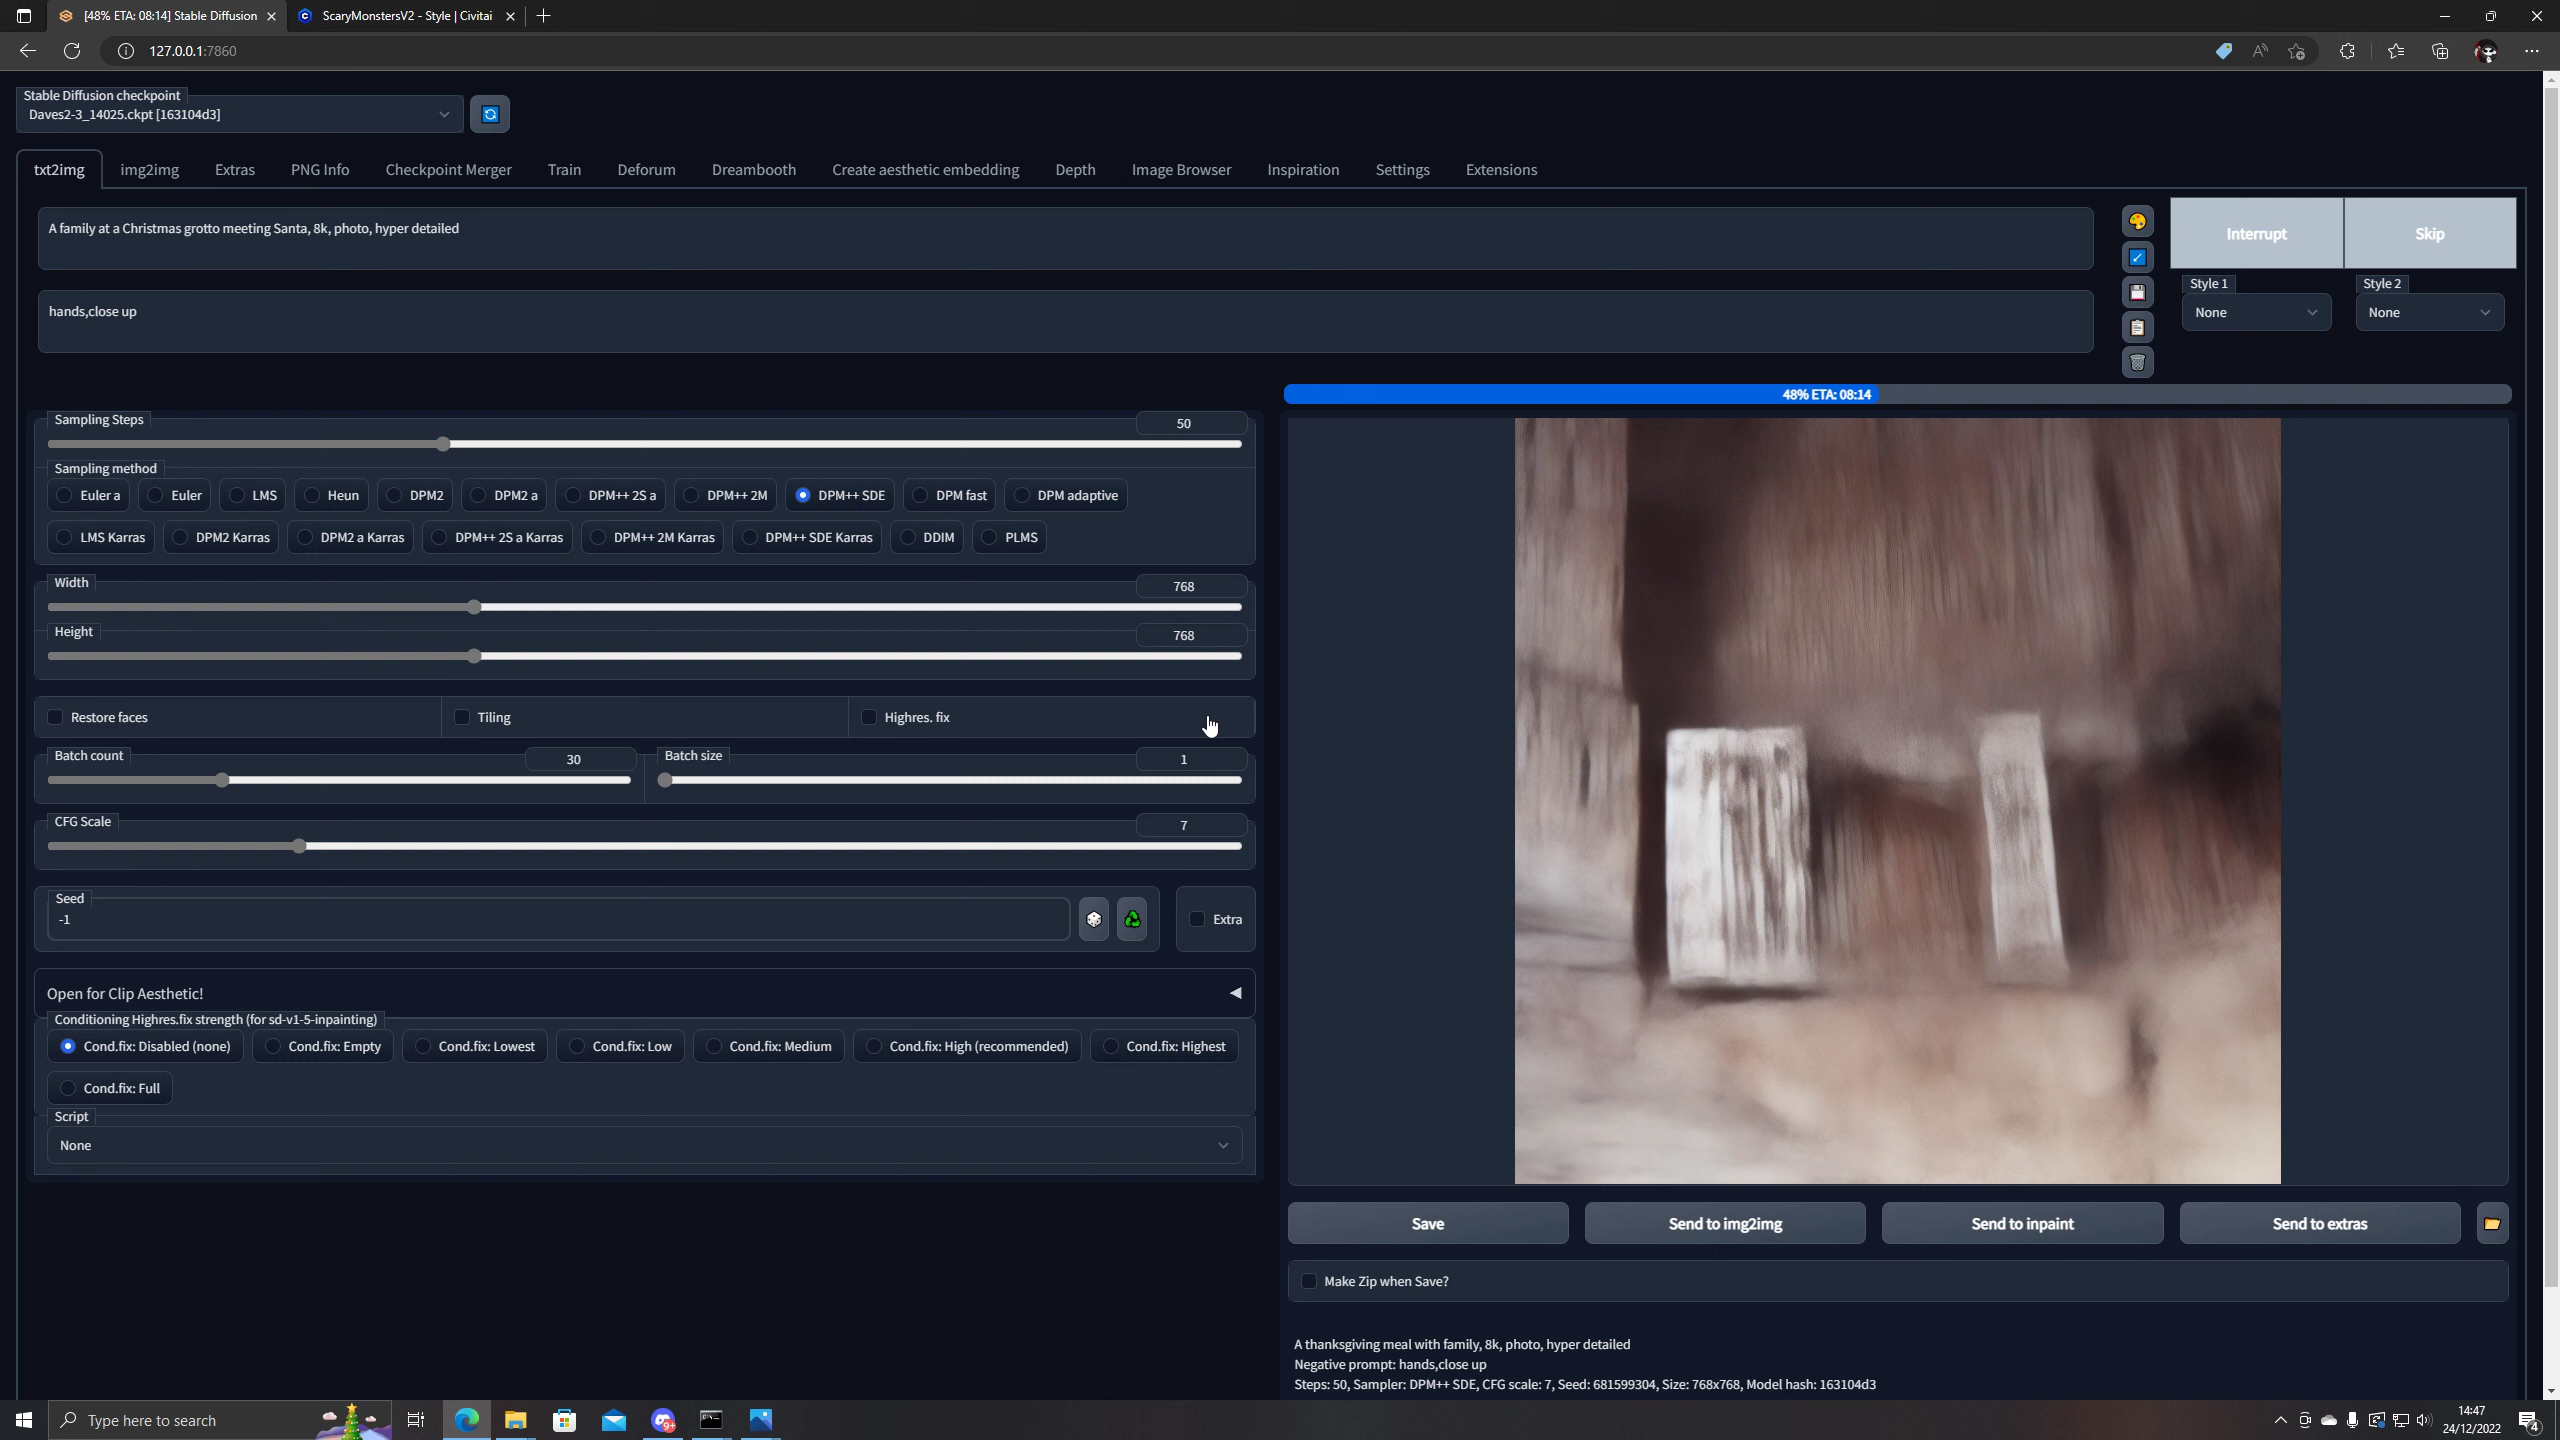 [48% ETA: 08:14] Stable Diffusion
ScaryMonstersV2 - Style | Civitai
127.0.0.1:7860
Stable Diffusion checkpoint
Daves2-3_14025.ckpt [163104d3]
txt2img
img2img
Extras
PNG Info
Checkpoint Merger
Train
Deforum
Dreambooth
Create aesthetic embedding
Depth
Image Browser
Inspiration
Settings
Extensions
A family at a Christmas grotto meeting Santa, 8k, photo, hyper detailed
Interrupt
Skip
Style 1
None
Style 2
None
hands,close up
48% ETA: 08:14
Sampling Steps
50
Sampling method
Euler a
Euler
LMS
Heun
DPM2
DPM2 a
DPM++ 2S a
DPM++ 2M
DPM++ SDE
DPM fast
DPM adaptive
LMS Karras
DPM2 Karras
DPM2 a Karras
DPM++ 2S a Karras
DPM++ 2M Karras
DPM++ SDE Karras
DDIM
PLMS
Width
768
Height
768
Restore faces
Tiling
Highres. fix
Batch count
30
Batch size
1
CFG Scale
7
Seed
-1
Extra
Open for Clip Aesthetic!
Conditioning Highres.fix strength (for sd-v1-5-inpainting)
Cond.fix: Disabled (none)
Cond.fix: Empty
Cond.fix: Lowest
Cond.fix: Low
Cond.fix: Medium
Cond.fix: High (recommended)
Cond.fix: Highest
Cond.fix: Full
Script
None
Save
Send to img2img
Send to inpaint
Send to extras
Make Zip when Save?
A thanksgiving meal with family, 8k, photo, hyper detailed
Negative prompt: hands,close up
Steps: 50, Sampler: DPM++ SDE, CFG scale: 7, Seed: 681599304, Size: 768x768, Model hash: 163104d3
Type here to search
9+
14:47
24/12/2022
4